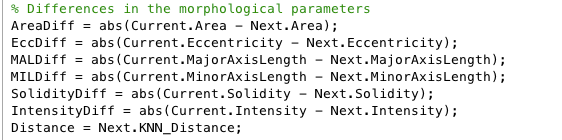 % Differences in the morphological parameters
AreaDiff = abs(Current.Area - Next.Area);
EccDiff = abs(Current.Eccentricity - Next.Eccentricity);
MALDiff = abs(Current.MajorAxisLength - Next.MajorAxisLength);
MILDiff = abs(Current.MinorAxisLength - Next.MinorAxisLength);
SolidityDiff = abs(Current.Solidity - Next.Solidity);
IntensityDiff = abs(Current.Intensity - Next.Intensity);
Distance = Next.KNN_Distance;